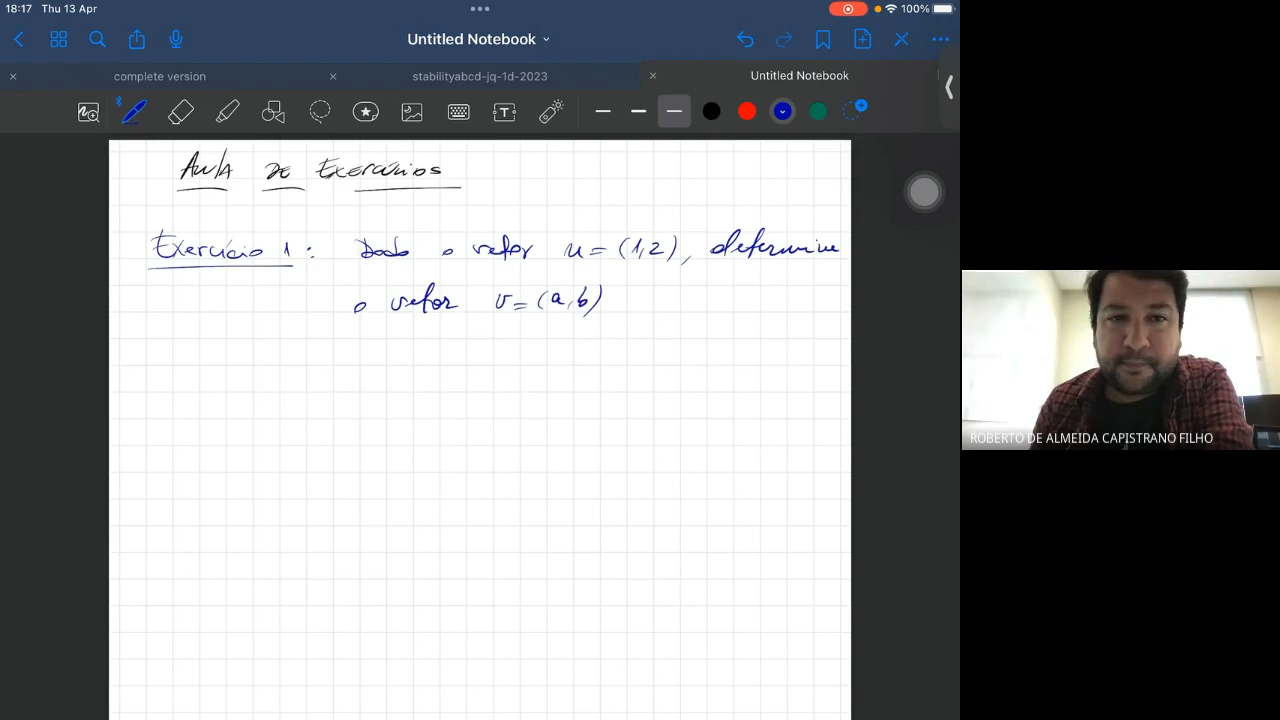 18:17 Thu 13 Apr
100%
Untitled Notebook
complete version
stabilityabcd-jq-1d-2023
Untitled Notebook
Aula de Exercícios
Exercício 1: Dado o vetor u = (1,2), determine
o vetor v = (a,b)
ROBERTO DE ALMEIDA CAPISTRANO FILHO